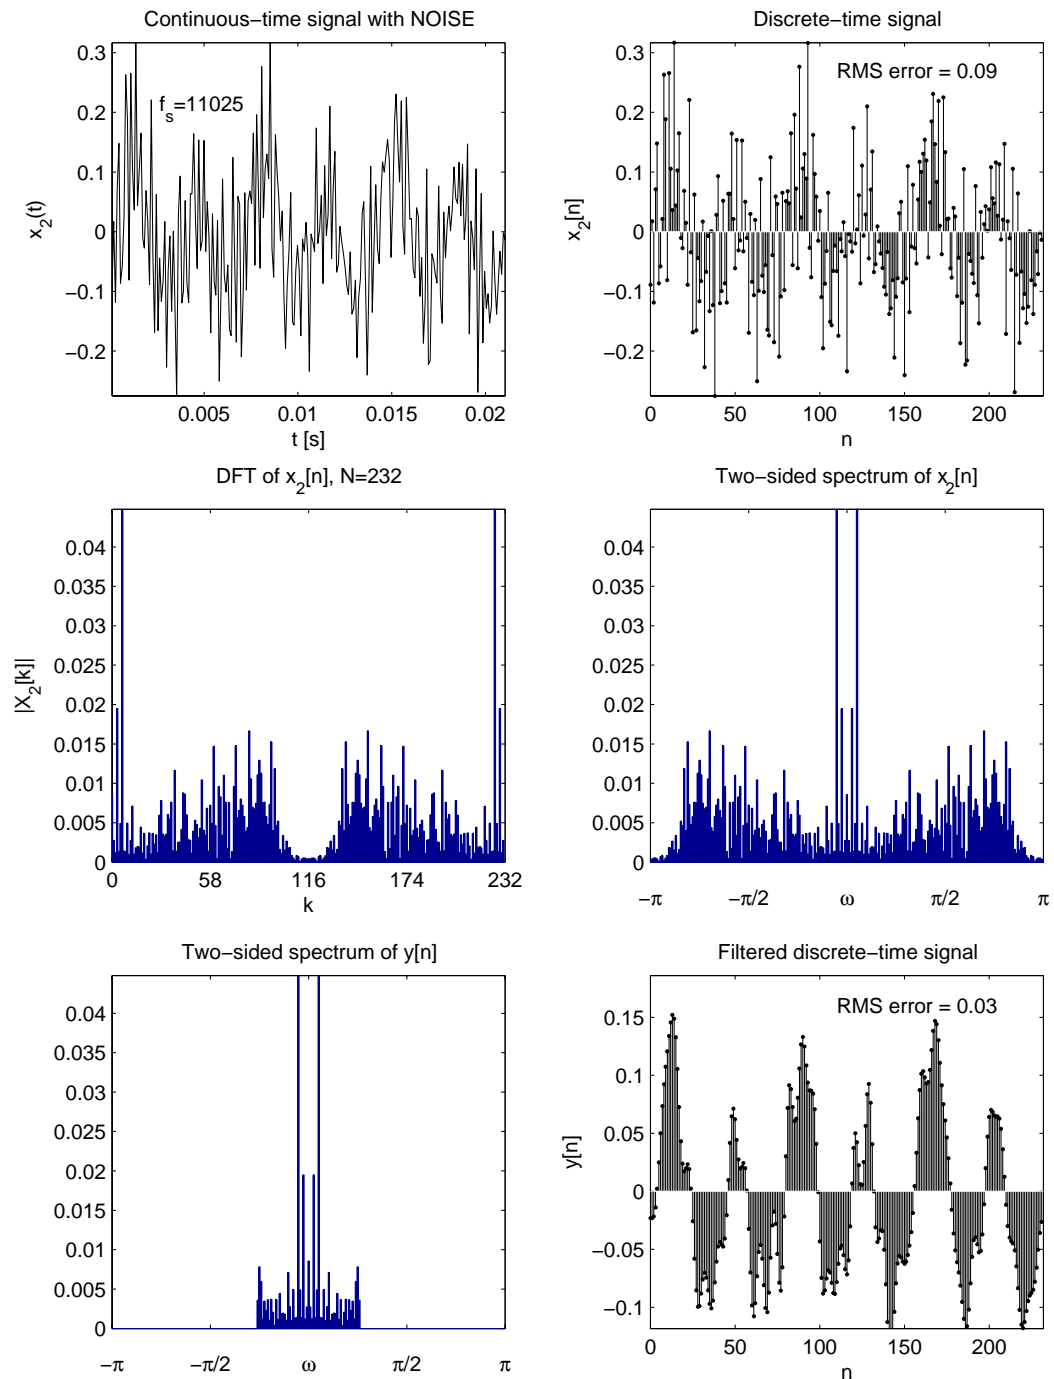 Continuous−time signal with NOISE
0.3
0.2
0.1
0
−0.1
−0.2
x2(t)
fs=11025
0.005 0.01 0.015 0.02
t [s]
Discrete−time signal
0.3
0.2
0.1
0
−0.1
−0.2
x2[n]
RMS error = 0.09
0 50 100 150 200
n
DFT of x2[n], N=232
0.04
0.035
0.03
0.025
0.02
0.015
0.01
0.005
0
|X2[k]|
0 58 116 174 232
k
Two−sided spectrum of x2[n]
0.04
0.035
0.03
0.025
0.02
0.015
0.01
0.005
0
−π −π/2 ω π/2 π
Two−sided spectrum of y[n]
0.04
0.035
0.03
0.025
0.02
0.015
0.01
0.005
0
−π −π/2 ω π/2 π
Filtered discrete−time signal
0.15
0.1
0.05
0
−0.05
−0.1
y[n]
RMS error = 0.03
0 50 100 150 200
n